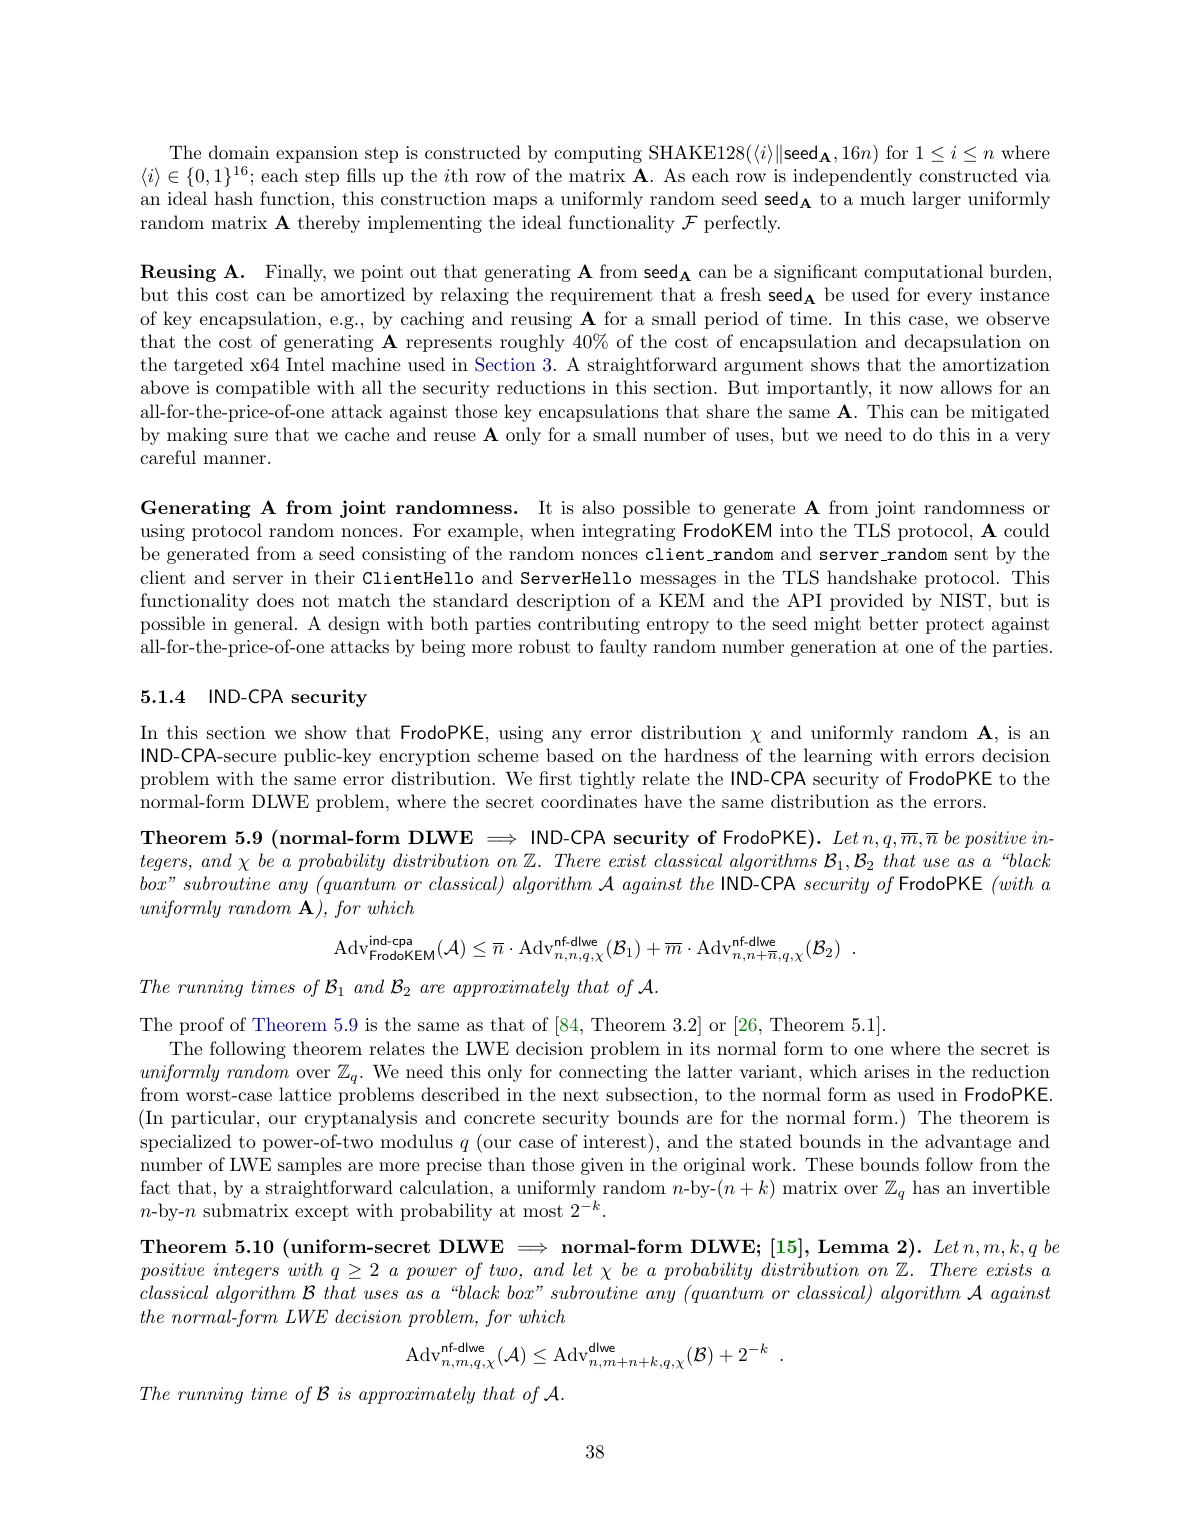 The domain expansion step is constructed by computing SHAKE128(⟨i⟩∥seed_A, 16n) for 1 ≤ i ≤ n where
⟨i⟩ ∈ {0, 1}^16; each step fills up the ith row of the matrix A. As each row is independently constructed via
an ideal hash function, this construction maps a uniformly random seed seed_A to a much larger uniformly
random matrix A thereby implementing the ideal functionality ℱ perfectly.
Reusing A. Finally, we point out that generating A from seed_A can be a significant computational burden,
but this cost can be amortized by relaxing the requirement that a fresh seed_A be used for every instance
of key encapsulation, e.g., by caching and reusing A for a small period of time. In this case, we observe
that the cost of generating A represents roughly 40% of the cost of encapsulation and decapsulation on
the targeted x64 Intel machine used in Section 3. A straightforward argument shows that the amortization
above is compatible with all the security reductions in this section. But importantly, it now allows for an
all-for-the-price-of-one attack against those key encapsulations that share the same A. This can be mitigated
by making sure that we cache and reuse A only for a small number of uses, but we need to do this in a very
careful manner.
Generating A from joint randomness. It is also possible to generate A from joint randomness or
using protocol random nonces. For example, when integrating FrodoKEM into the TLS protocol, A could
be generated from a seed consisting of the random nonces client_random and server_random sent by the
client and server in their ClientHello and ServerHello messages in the TLS handshake protocol. This
functionality does not match the standard description of a KEM and the API provided by NIST, but is
possible in general. A design with both parties contributing entropy to the seed might better protect against
all-for-the-price-of-one attacks by being more robust to faulty random number generation at one of the parties.
5.1.4 IND-CPA security
In this section we show that FrodoPKE, using any error distribution χ and uniformly random A, is an
IND-CPA-secure public-key encryption scheme based on the hardness of the learning with errors decision
problem with the same error distribution. We first tightly relate the IND-CPA security of FrodoPKE to the
normal-form DLWE problem, where the secret coordinates have the same distribution as the errors.
Theorem 5.9 (normal-form DLWE ⟹ IND-CPA security of FrodoPKE). Let n, q, m̅, n̅ be positive in-
tegers, and χ be a probability distribution on ℤ. There exist classical algorithms ℬ₁, ℬ₂ that use as a “black
box” subroutine any (quantum or classical) algorithm 𝒜 against the IND-CPA security of FrodoPKE (with a
uniformly random A), for which
Adv^ind-cpa_FrodoKEM(𝒜) ≤ n̅ · Adv^nf-dlwe_n,n,q,χ(ℬ₁) + m̅ · Adv^nf-dlwe_n,n+n̅,q,χ(ℬ₂) .
The running times of ℬ₁ and ℬ₂ are approximately that of 𝒜.
The proof of Theorem 5.9 is the same as that of [84, Theorem 3.2] or [26, Theorem 5.1].
The following theorem relates the LWE decision problem in its normal form to one where the secret is
uniformly random over ℤ_q. We need this only for connecting the latter variant, which arises in the reduction
from worst-case lattice problems described in the next subsection, to the normal form as used in FrodoPKE.
(In particular, our cryptanalysis and concrete security bounds are for the normal form.) The theorem is
specialized to power-of-two modulus q (our case of interest), and the stated bounds in the advantage and
number of LWE samples are more precise than those given in the original work. These bounds follow from the
fact that, by a straightforward calculation, a uniformly random n-by-(n + k) matrix over ℤ_q has an invertible
n-by-n submatrix except with probability at most 2^−k.
Theorem 5.10 (uniform-secret DLWE ⟹ normal-form DLWE; [15], Lemma 2). Let n, m, k, q be
positive integers with q ≥ 2 a power of two, and let χ be a probability distribution on ℤ. There exists a
classical algorithm ℬ that uses as a “black box” subroutine any (quantum or classical) algorithm 𝒜 against
the normal-form LWE decision problem, for which
Adv^nf-dlwe_n,m,q,χ(𝒜) ≤ Adv^dlwe_n,m+n+k,q,χ(ℬ) + 2^−k .
The running time of ℬ is approximately that of 𝒜.
38